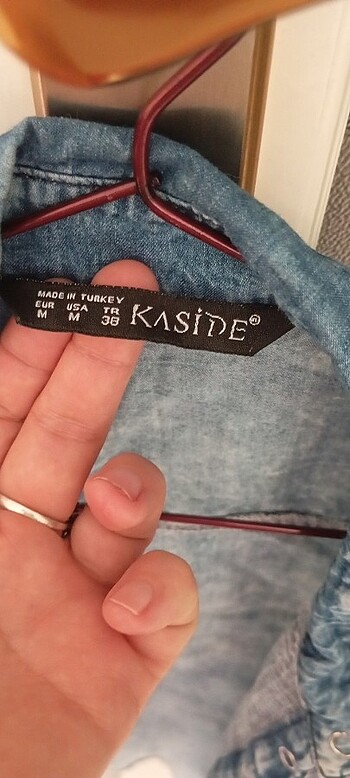 MADE IN TURKEY
EUR USA TR
M M 38
KASİDE®